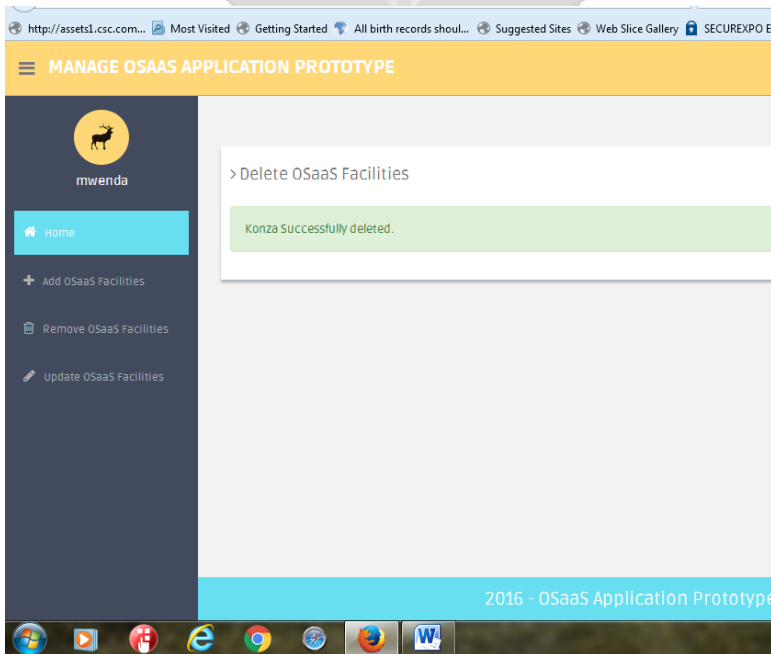 http://assets1.csc.com... Most Visited Getting Started All birth records shoul... Suggested Sites Web Slice Gallery SECUREXPO E
MANAGE OSAAS APPLICATION PROTOTYPE
mwenda
> Delete OSaaS Facilities
Konza Successfully deleted.
Home
Add OSaaS Facilities
Remove OSaaS Facilities
Update OSaaS Facilities
2016 - OSaaS Application Prototype
W